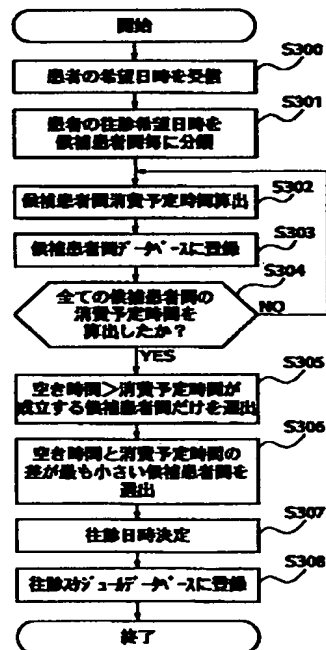 開始
S300
患者の希望日時を受信
S301
患者の往診希望日時を
候補患者間毎に分類
S302
候補患者間消費予定時間算出
S303
候補患者間データベースに登録
S304
全ての候補患者間の
消費予定時間を
算出したか？
NO
YES
S305
空き時間＞消費予定時間が
成立する候補患者間だけを選出
S306
空き時間と消費予定時間の
差が最も小さい候補患者間を
選出
S307
往診日時決定
S308
往診スケジュールデータベースに登録
終了